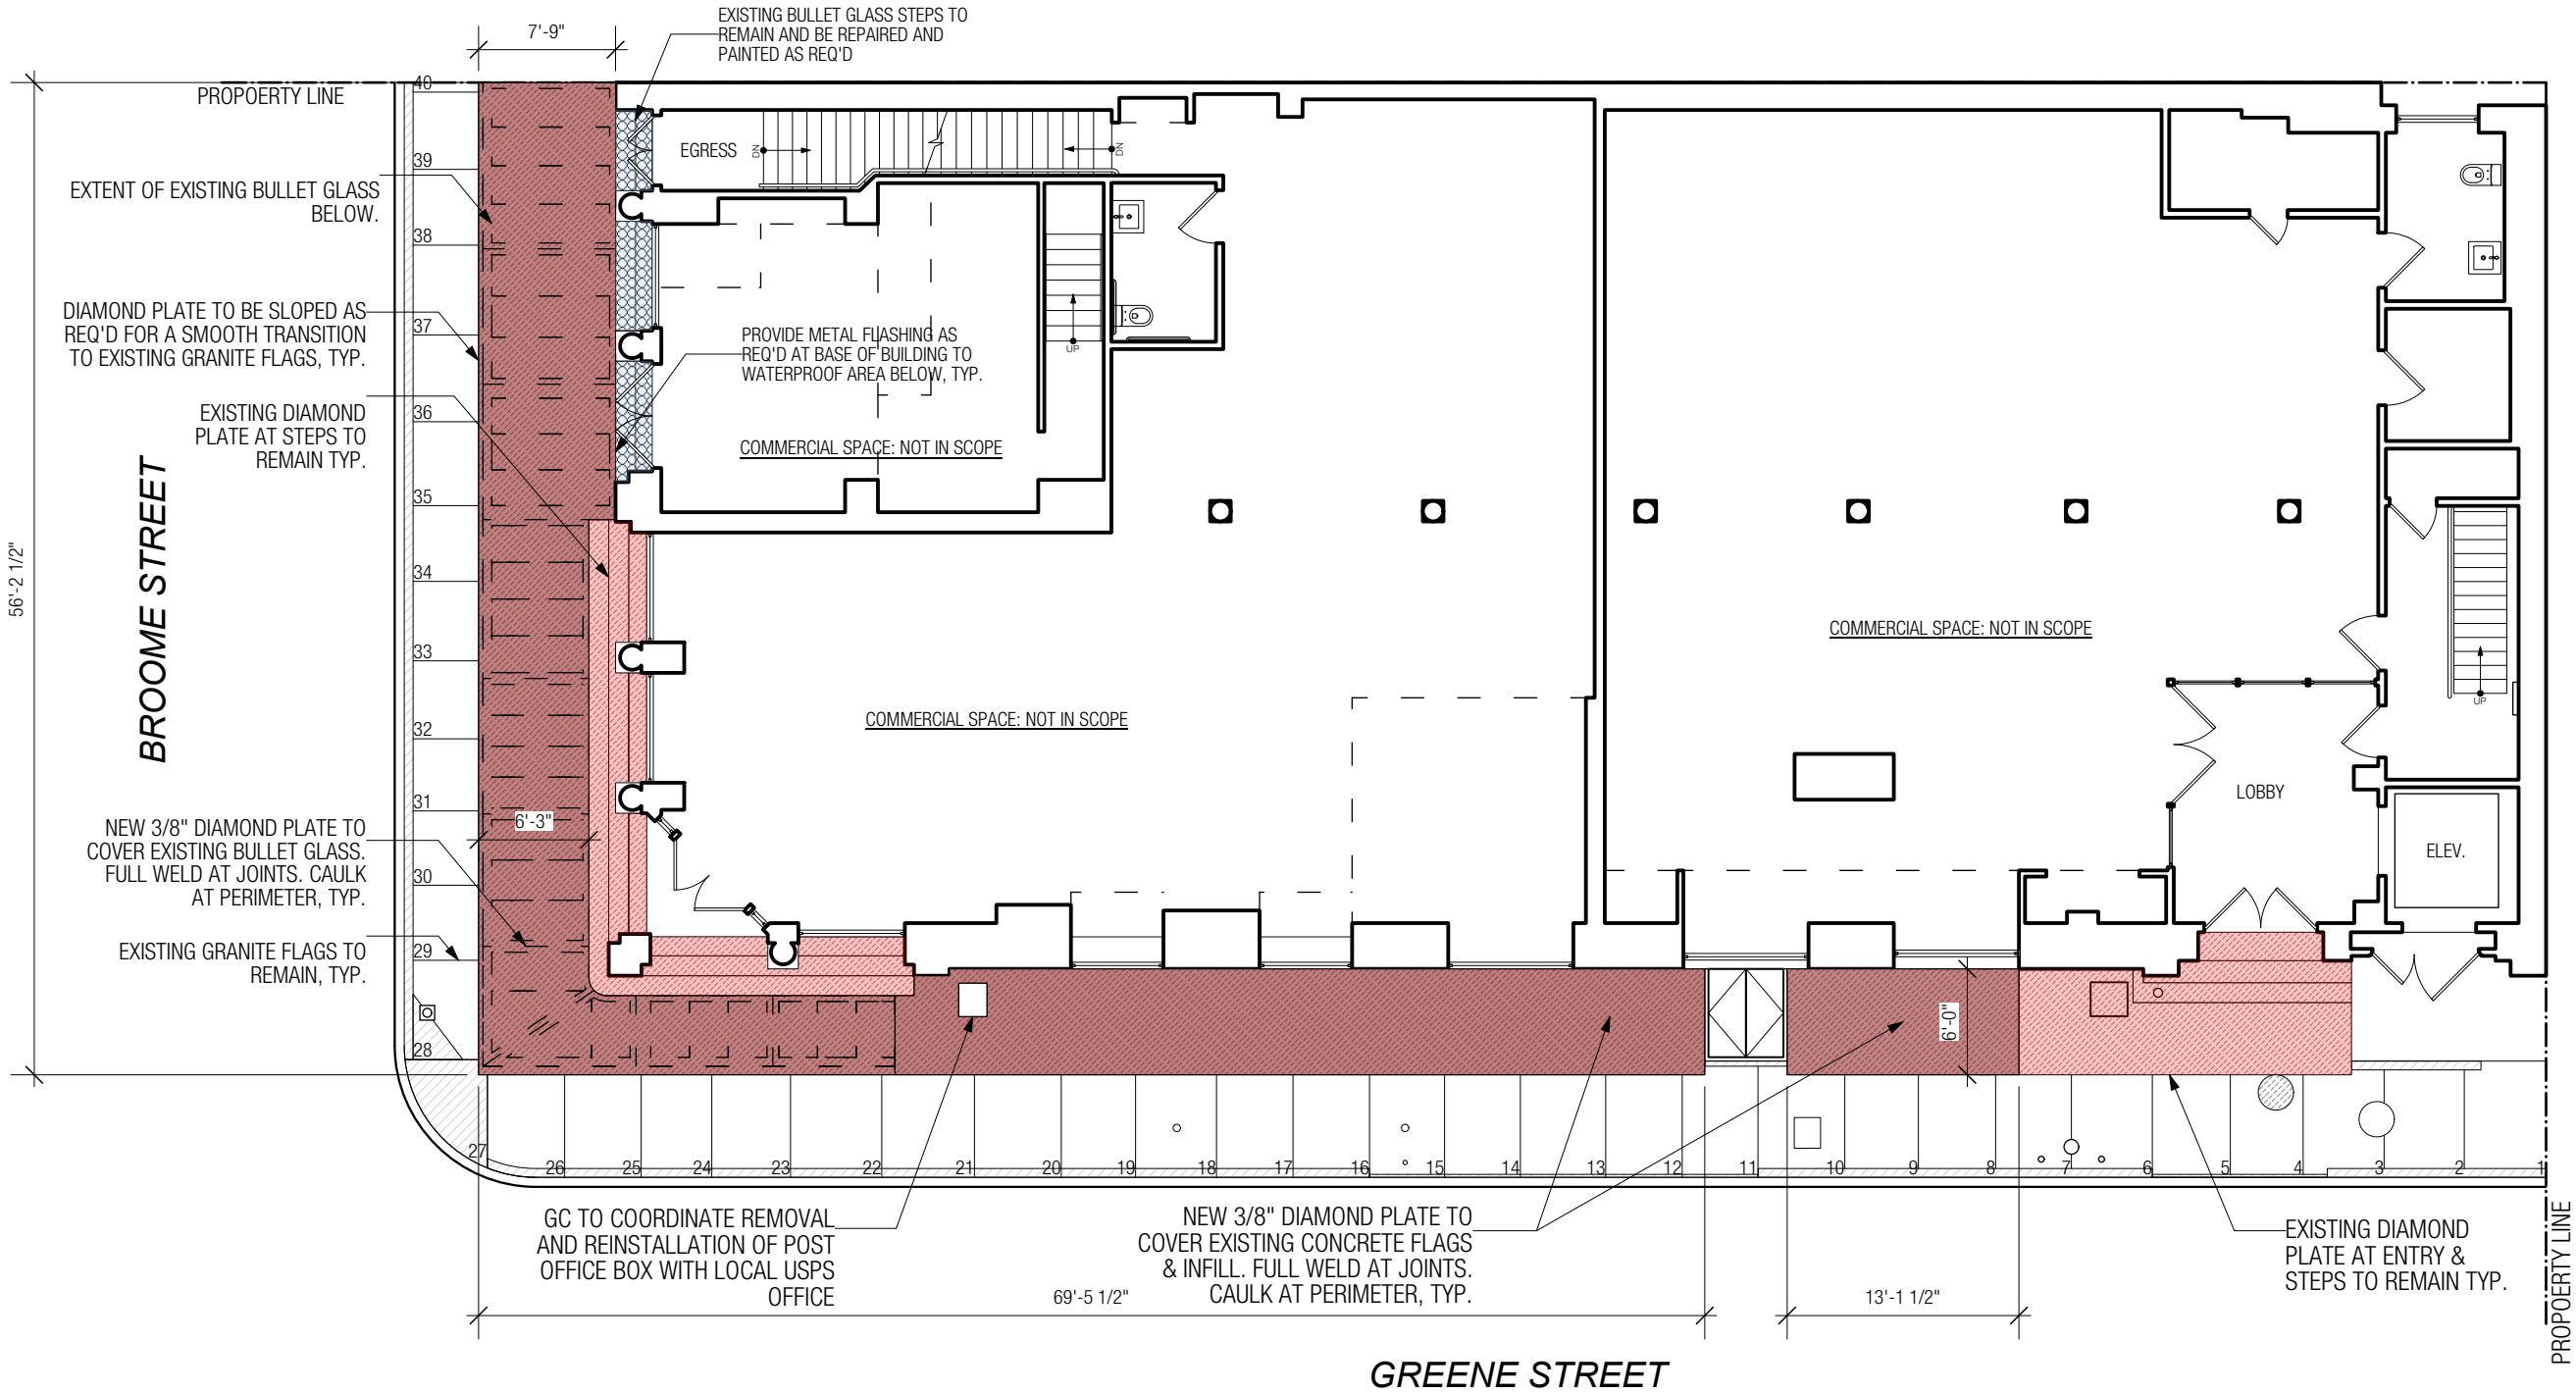 7'-9"
EXISTING BULLET GLASS STEPS TO
REMAIN AND BE REPAIRED AND
PAINTED AS REQ'D
PROPOERTY LINE
40
39
38
37
36
35
34
33
32
31
30
29
28
27
EXTENT OF EXISTING BULLET GLASS
BELOW.
DIAMOND PLATE TO BE SLOPED AS
REQ'D FOR A SMOOTH TRANSITION
TO EXISTING GRANITE FLAGS, TYP.
EXISTING DIAMOND
PLATE AT STEPS TO
REMAIN TYP.
BROOME STREET
56'-2 1/2"
NEW 3/8" DIAMOND PLATE TO
COVER EXISTING BULLET GLASS.
FULL WELD AT JOINTS. CAULK
AT PERIMETER, TYP.
EXISTING GRANITE FLAGS TO
REMAIN, TYP.
6'-3"
EGRESS
DN
DN
UP
PROVIDE METAL FLASHING AS
REQ'D AT BASE OF BUILDING TO
WATERPROOF AREA BELOW, TYP.
COMMERCIAL SPACE: NOT IN SCOPE
COMMERCIAL SPACE: NOT IN SCOPE
COMMERCIAL SPACE: NOT IN SCOPE
UP
LOBBY
ELEV.
6'-0"
26
25
24
23
22
21
20
19
18
17
16
15
14
13
12
11
10
9
8
7
6
5
4
3
2
1
GC TO COORDINATE REMOVAL
AND REINSTALLATION OF POST
OFFICE BOX WITH LOCAL USPS
OFFICE
NEW 3/8" DIAMOND PLATE TO
COVER EXISTING CONCRETE FLAGS
& INFILL. FULL WELD AT JOINTS.
CAULK AT PERIMETER, TYP.
EXISTING DIAMOND
PLATE AT ENTRY &
STEPS TO REMAIN TYP.
PROPOERTY LINE
69'-5 1/2"
13'-1 1/2"
GREENE STREET